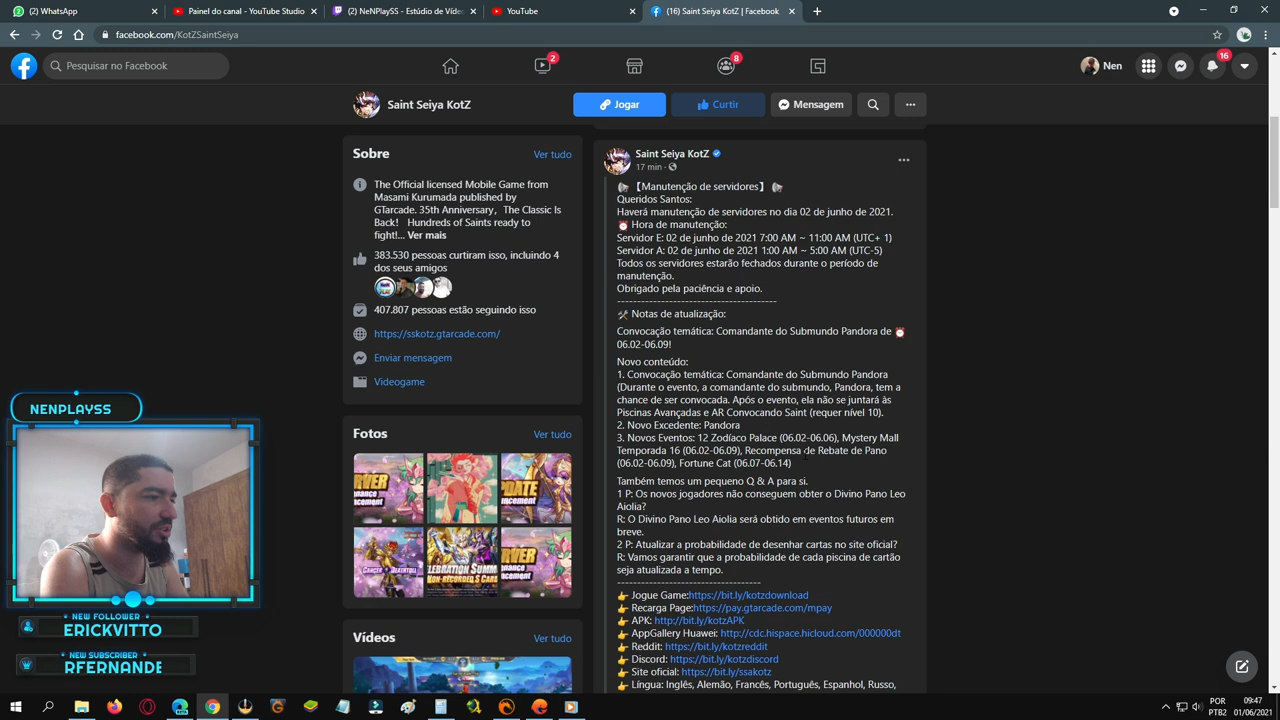 (2) WhatsApp
Painel do canal - YouTube Studio
(2) NeNPlaySS - Estúdio de Víde
YouTube
(16) Saint Seiya KotZ | Facebook
facebook.com/KotZSaintSeiya
Pesquisar no Facebook
2
8
Nen
16
Saint Seiya KotZ
Jogar
Curtir
Mensagem
Sobre
Ver tudo
The Official licensed Mobile Game from
Masami Kurumada published by
GTarcade. 35th Anniversary，The Classic Is
Back! Hundreds of Saints ready to
fight!... Ver mais
383.530 pessoas curtiram isso, incluindo 4
dos seus amigos
407.807 pessoas estão seguindo isso
https://sskotz.gtarcade.com/
Enviar mensagem
Videogame
Fotos
Ver tudo
Vídeos
Ver tudo
Saint Seiya KotZ
17 min ·
【Manutenção de servidores】
Queridos Santos:
Haverá manutenção de servidores no dia 02 de junho de 2021.
Hora de manutenção:
Servidor E: 02 de junho de 2021 7:00 AM ~ 11:00 AM (UTC+ 1)
Servidor A: 02 de junho de 2021 1:00 AM ~ 5:00 AM (UTC-5)
Todos os servidores estarão fechados durante o período de
manutenção.
Obrigado pela paciência e apoio.
----------------------------------------
Notas de atualização:
Convocação temática: Comandante do Submundo Pandora de
06.02-06.09!
Novo conteúdo:
1. Convocação temática: Comandante do Submundo Pandora
(Durante o evento, a comandante do submundo, Pandora, tem a
chance de ser convocada. Após o evento, ela não se juntará às
Piscinas Avançadas e AR Convocando Saint (requer nível 10).
2. Novo Excedente: Pandora
3. Novos Eventos: 12 Zodíaco Palace (06.02-06.06), Mystery Mall
Temporada 16 (06.02-06.09), Recompensa de Rebate de Pano
(06.02-06.09), Fortune Cat (06.07-06.14)
Também temos um pequeno Q & A para si.
1 P: Os novos jogadores não conseguem obter o Divino Pano Leo
Aiolia?
R: O Divino Pano Leo Aiolia será obtido em eventos futuros em
breve.
2 P: Atualizar a probabilidade de desenhar cartas no site oficial?
R: Vamos garantir que a probabilidade de cada piscina de cartão
seja atualizada a tempo.
------------------------------------
Jogue Game:https://bit.ly/kotzdownload
Recarga Page:https://pay.gtarcade.com/mpay
APK: http://bit.ly/kotzAPK
AppGallery Huawei: http://cdc.hispace.hicloud.com/000000dt
Reddit: https://bit.ly/kotzreddit
Discord: https://bit.ly/kotzdiscord
Site oficial: https://bit.ly/ssakotz
Língua: Inglês, Alemão, Francês, Português, Espanhol, Russo,
NENPLAYSS
NEW FOLLOWER
ERICKVITTO
NEW SUBSCRIBER
RFERNANDE
POR
PTB2
09:47
01/06/2021